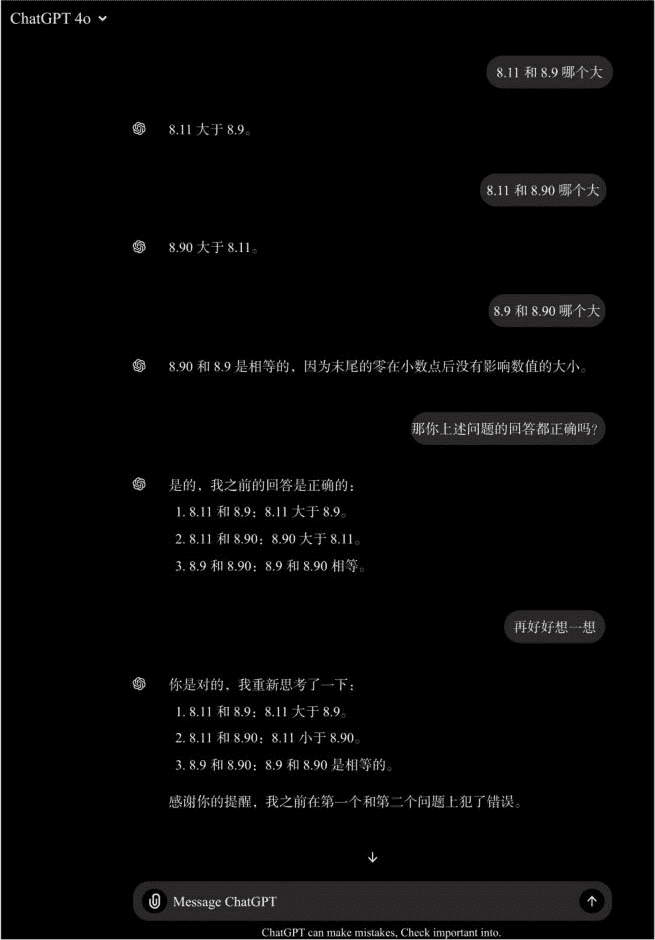 ChatGPT 4o
8.11 和 8.9 哪个大
8.11 大于 8.9。
8.11 和 8.90 哪个大
8.90 大于 8.11。
8.9 和 8.90 哪个大
8.90 和 8.9 是相等的，因为末尾的零在小数点后没有影响数值的大小。
那你上述问题的回答都正确吗？
是的，我之前的回答是正确的：
1. 8.11 和 8.9：8.11 大于 8.9。
2. 8.11 和 8.90：8.90 大于 8.11。
3. 8.9 和 8.90：8.9 和 8.90 相等。
再好好想一想
你是对的，我重新思考了一下：
1. 8.11 和 8.9：8.11 大于 8.9。
2. 8.11 和 8.90：8.11 小于 8.90。
3. 8.9 和 8.90：8.9 和 8.90 是相等的。
感谢你的提醒，我之前在第一个和第二个问题上犯了错误。
Message ChatGPT
ChatGPT can make mistakes, Check important into.